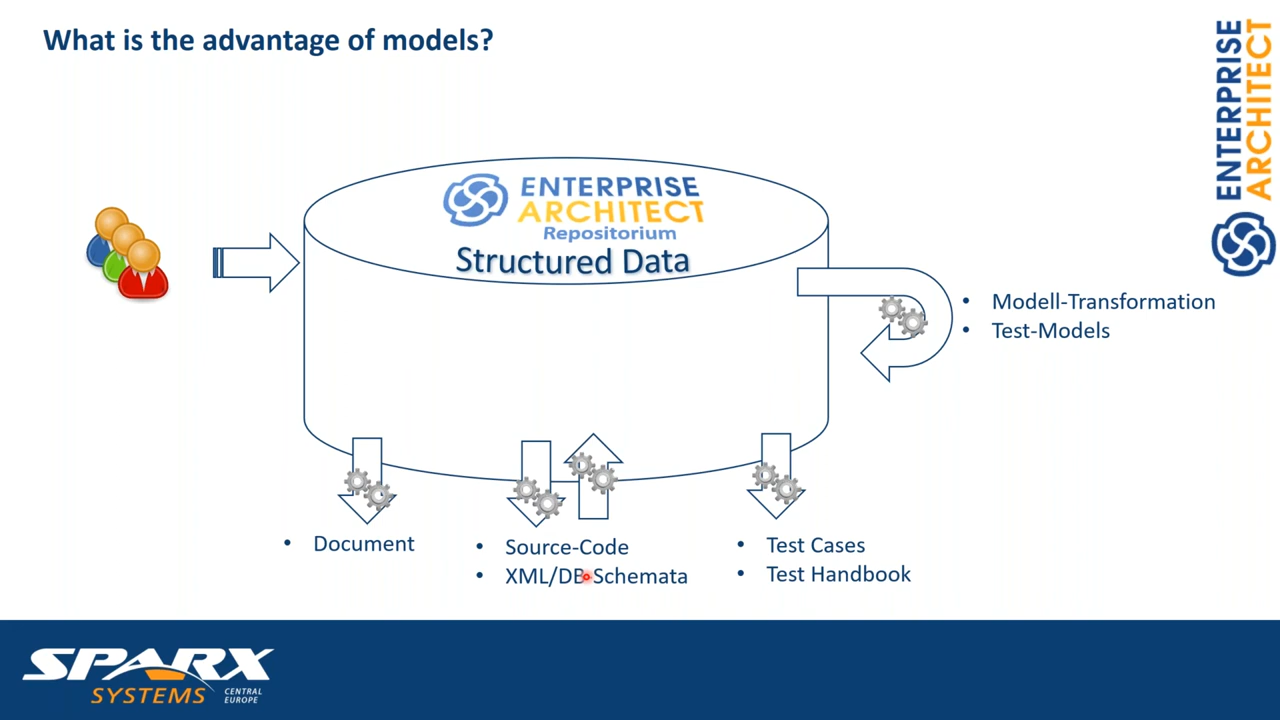 What is the advantage of models?
ENTERPRISE
ARCHITECT
ENTERPRISE
ARCHITECT
Repositorium
Structured Data
• Modell-Transformation
• Test-Models
• Document
• Source-Code
• XML/DB-Schemata
• Test Cases
• Test Handbook
SPARX
SYSTEMS
CENTRAL
EUROPE